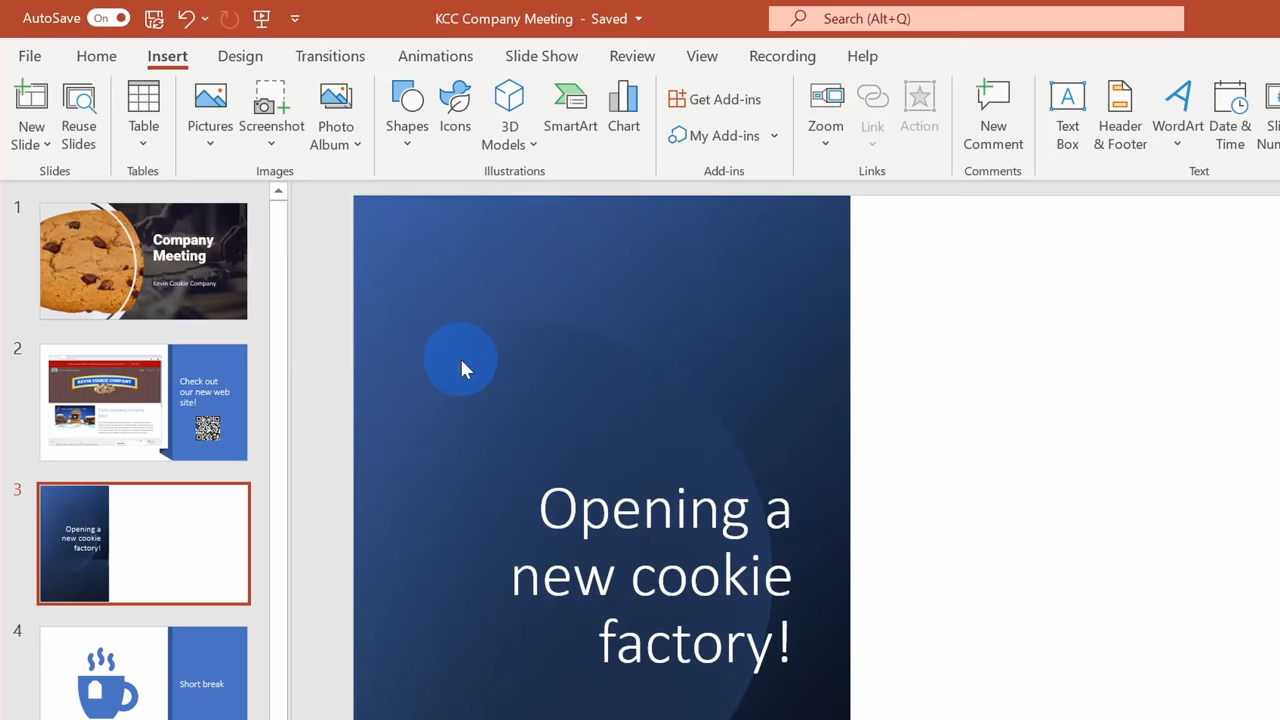 AutoSave On
KCC Company Meeting - Saved
Search (Alt+Q)
File Home Insert Design Transitions Animations Slide Show Review View Recording Help
New
Slide
Reuse
Slides
Table
Pictures
Screenshot
Photo
Album
Shapes
Icons
3D
Models
SmartArt
Chart
Get Add-ins
My Add-ins
Zoom
Link
Action
New
Comment
Text
Box
Header
& Footer
WordArt
Date &
Time
Slides Tables Images Illustrations Add-ins Links Comments Text
1
Company
Meeting
Kevin Cookie Company
2
KEVIN COOKIE COMPANY
Check out
our new web
site!
3
Opening a
new cookie
factory!
4
Short break
Opening a
new cookie
factory!